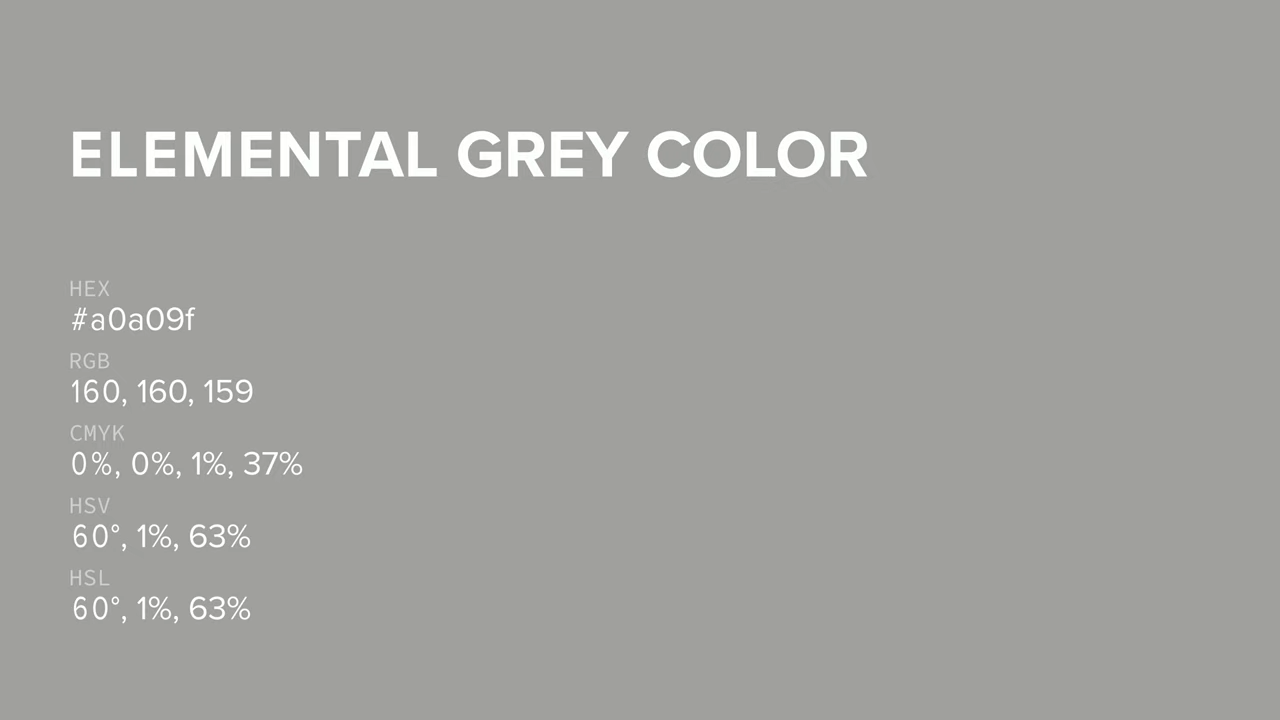 ELEMENTAL GREY COLOR
HEX
#a0a09f
RGB
160, 160, 159
CMYK
0%, 0%, 1%, 37%
HSV
60°, 1%, 63%
HSL
60°, 1%, 63%